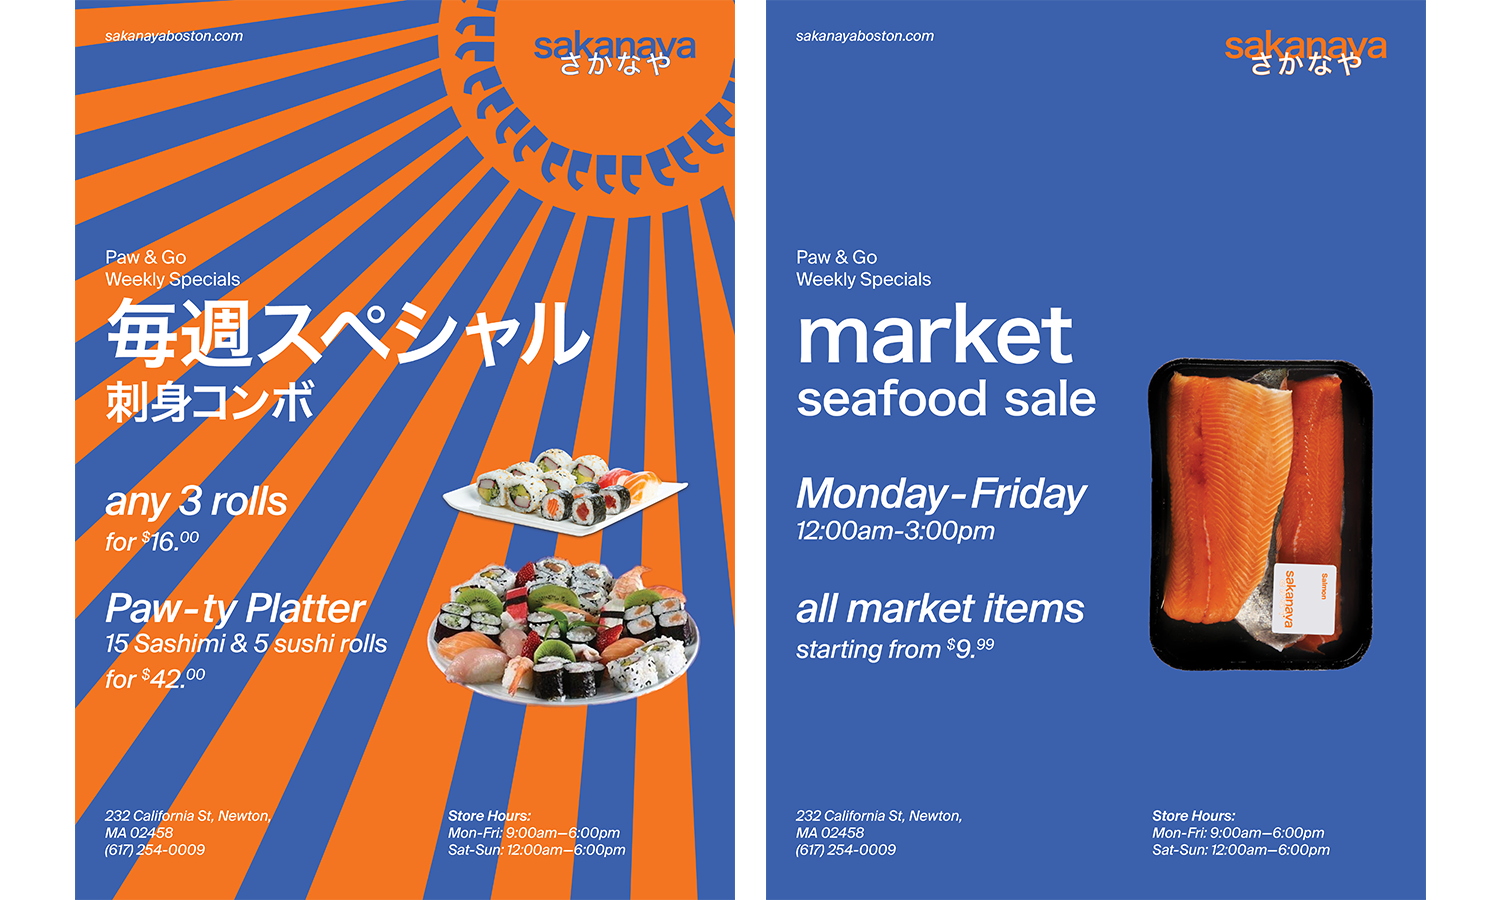 sakanayaboston.com
sakanaya
さかなや
Paw & Go
Weekly Specials
毎週スペシャル
刺身コンボ
any 3 rolls
for $16.00
Paw-ty Platter
15 Sashimi & 5 sushi rolls
for $42.00
232 California St, Newton,
MA 02458
(617) 254-0009
Store Hours:
Mon-Fri: 9:00am–6:00pm
Sat-Sun: 12:00am–6:00pm
sakanayaboston.com
sakanaya
さかなや
Paw & Go
Weekly Specials
market
seafood sale
Monday-Friday
12:00am-3:00pm
all market items
starting from $9.99
Salmon
sakanaya
232 California St, Newton,
MA 02458
(617) 254-0009
Store Hours:
Mon-Fri: 9:00am–6:00pm
Sat-Sun: 12:00am–6:00pm